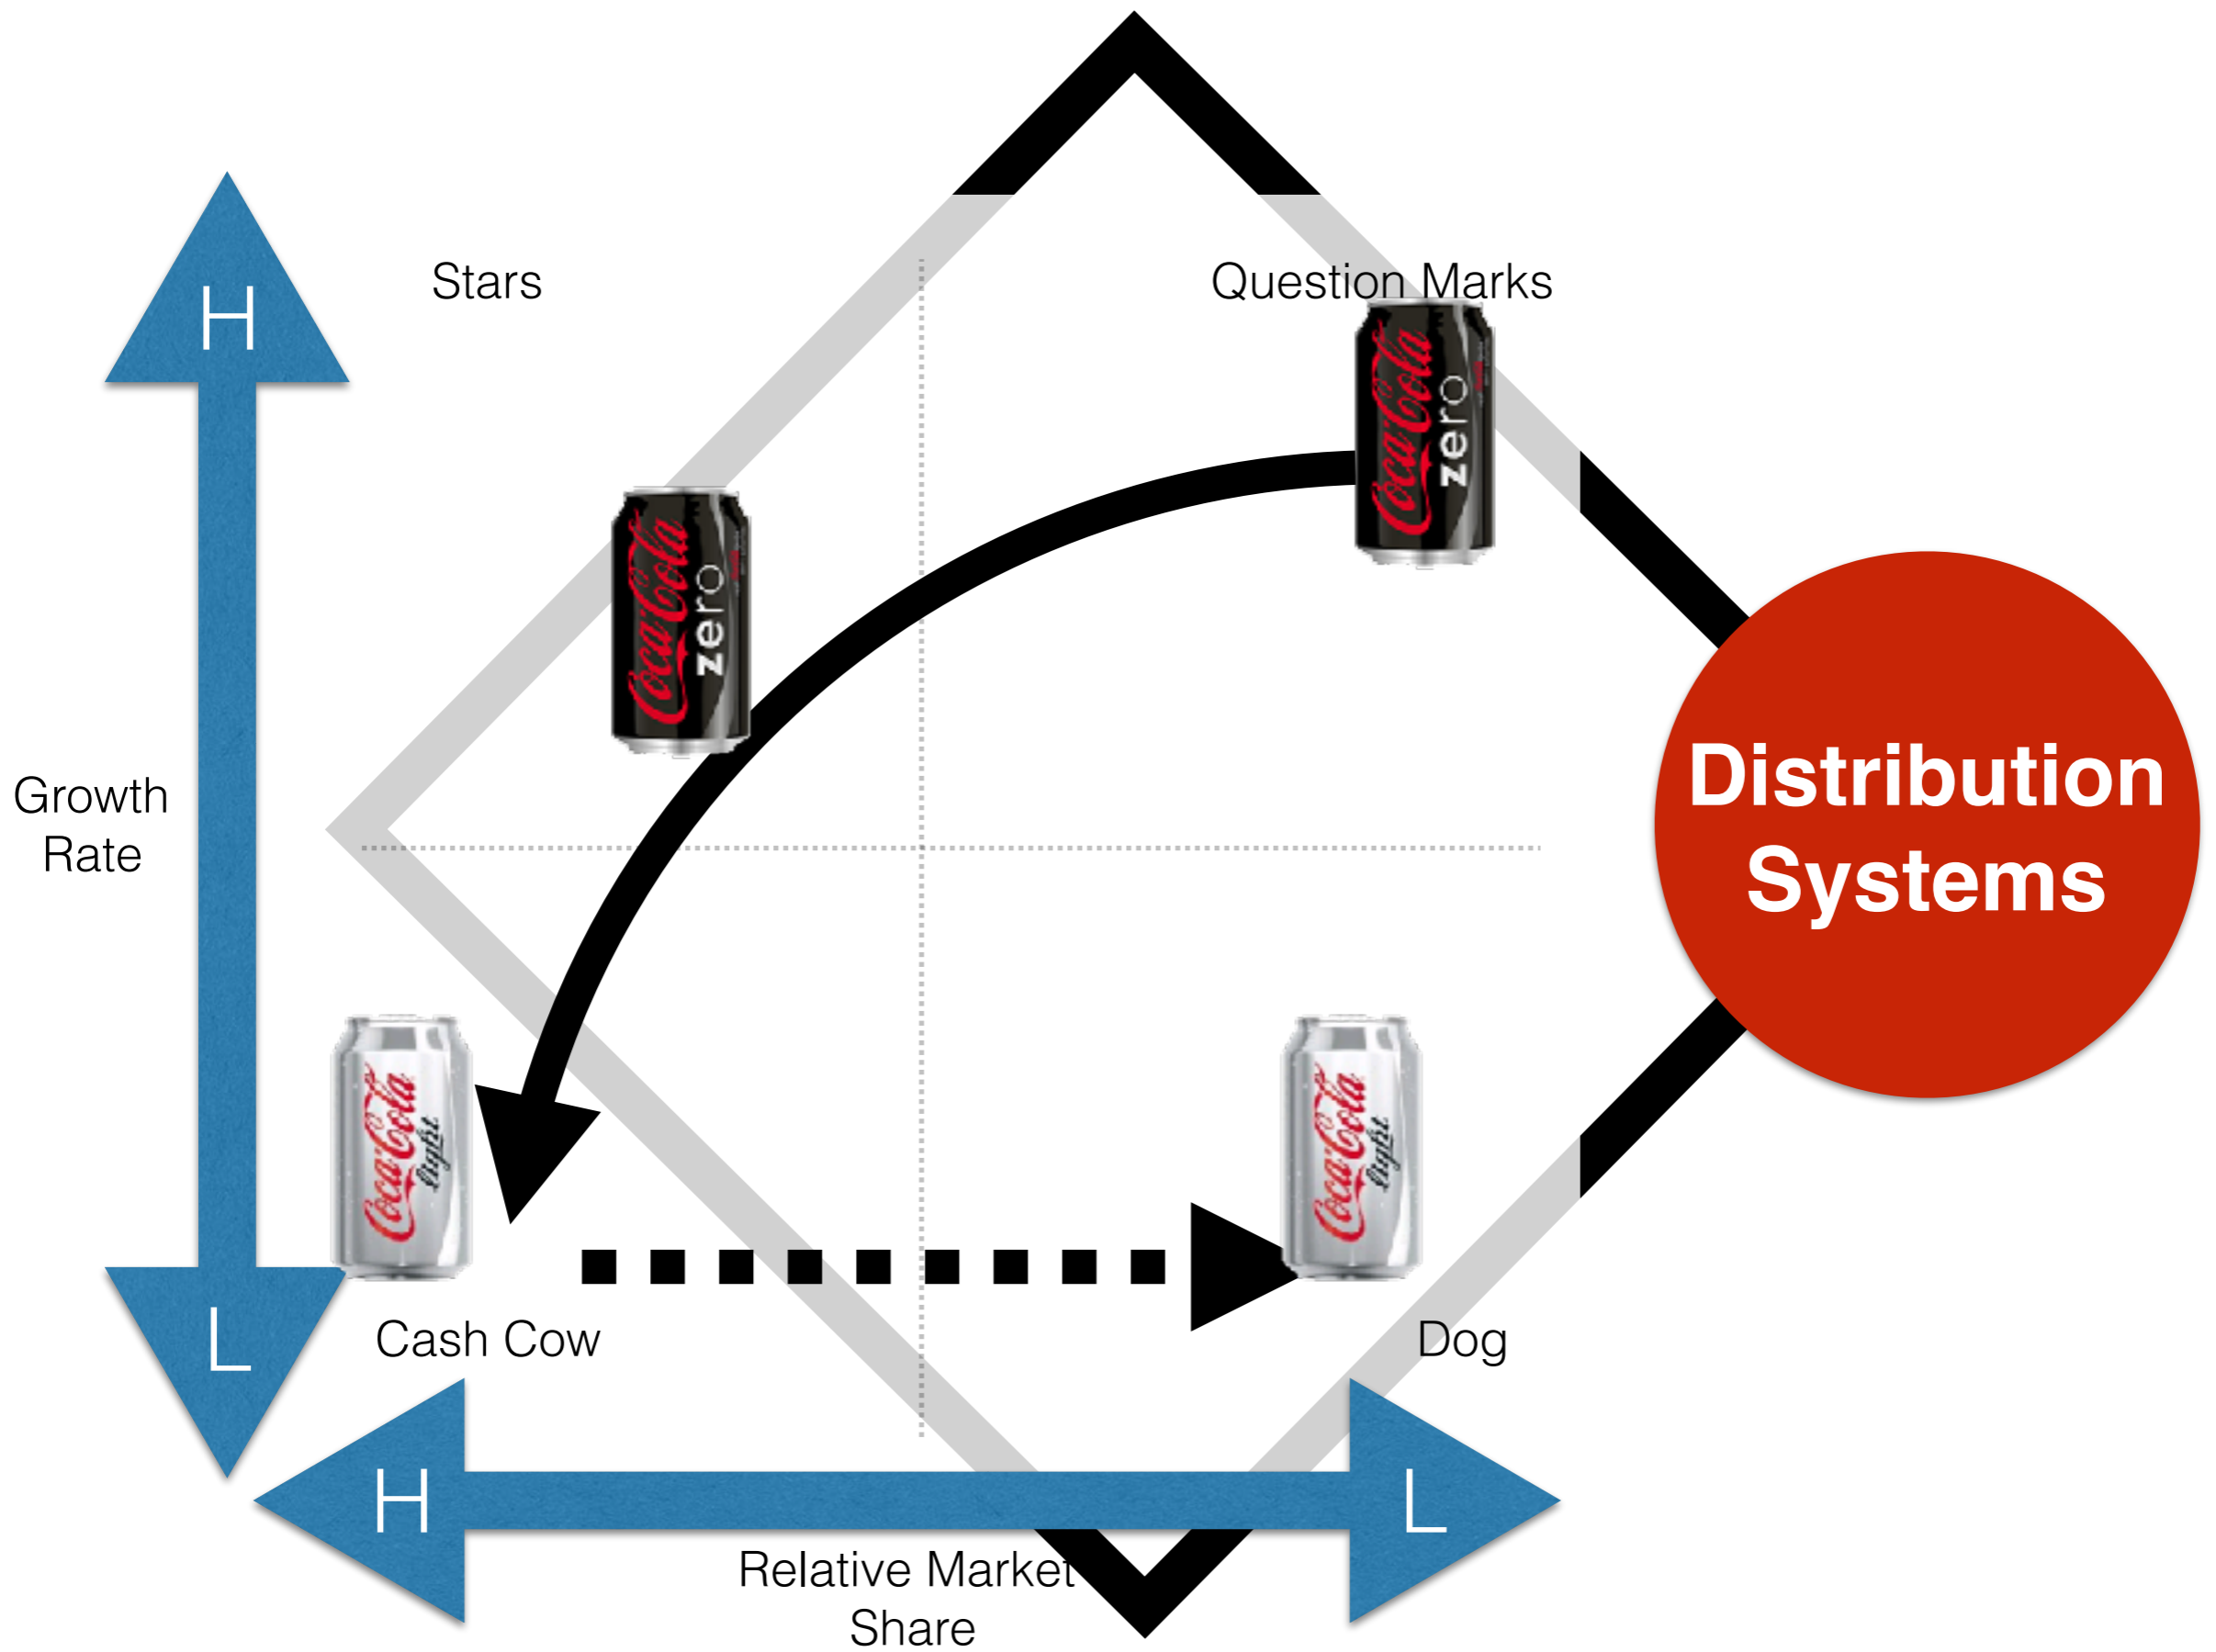 H
Stars
Question Marks
Coca-Cola
zero
Coca-Cola
zero
Growth
Rate
Distribution
Systems
Coca-Cola
light
Coca-Cola
light
L
Cash Cow
Dog
H
L
Relative Market
Share